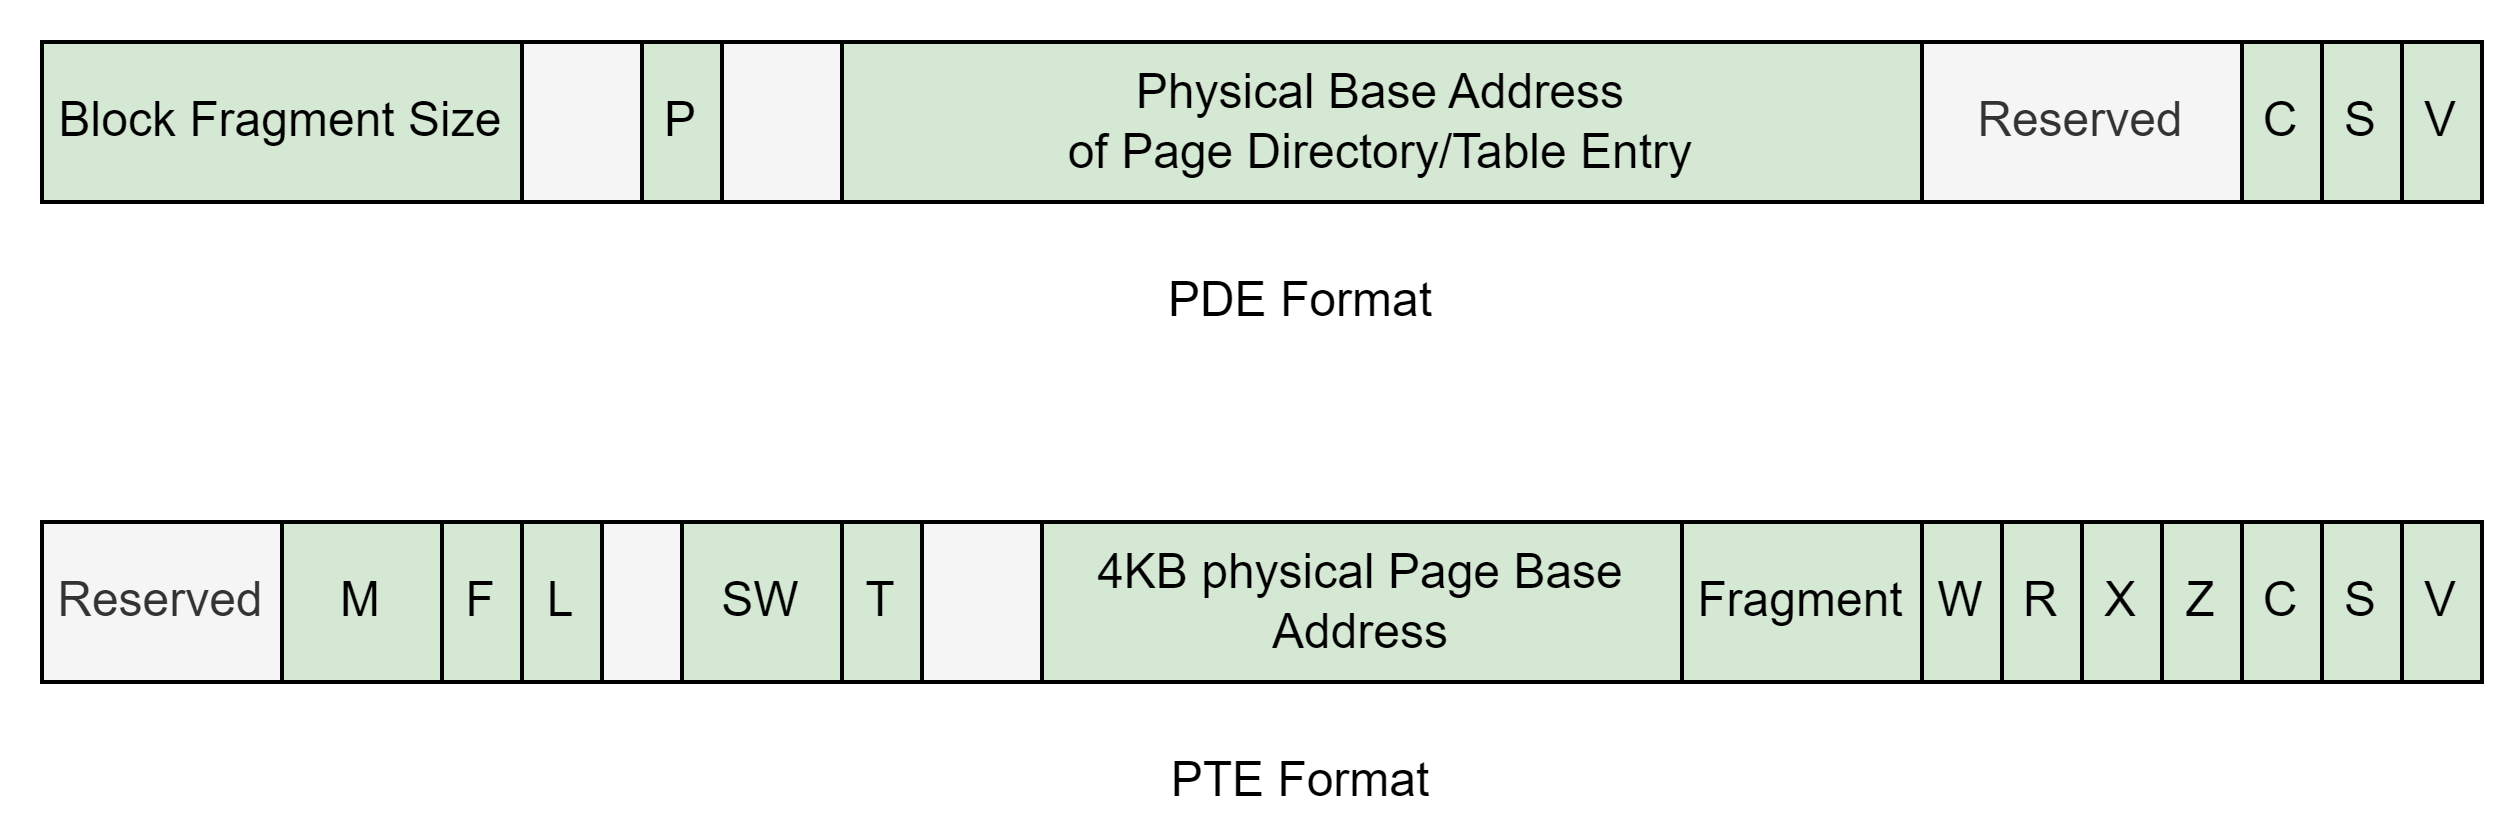 Block Fragment Size
P
Physical Base Address
of Page Directory/Table Entry
Reserved
C
S
V
PDE Format
Reserved
M
F
L
SW
T
4KB physical Page Base
Address
Fragment
W
R
X
Z
C
S
V
PTE Format